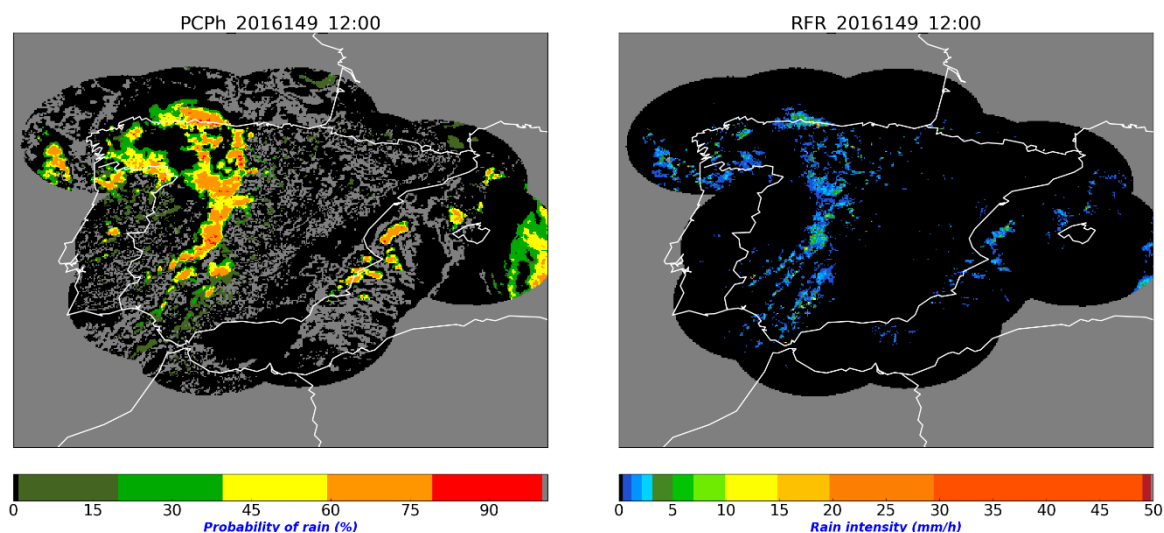 PCPh_2016149_12:00
RFR_2016149_12:00
0 15 30 45 60 75 90
Probability of rain (%)
0 5 10 15 20 25 30 35 40 45 50
Rain intensity (mm/h)